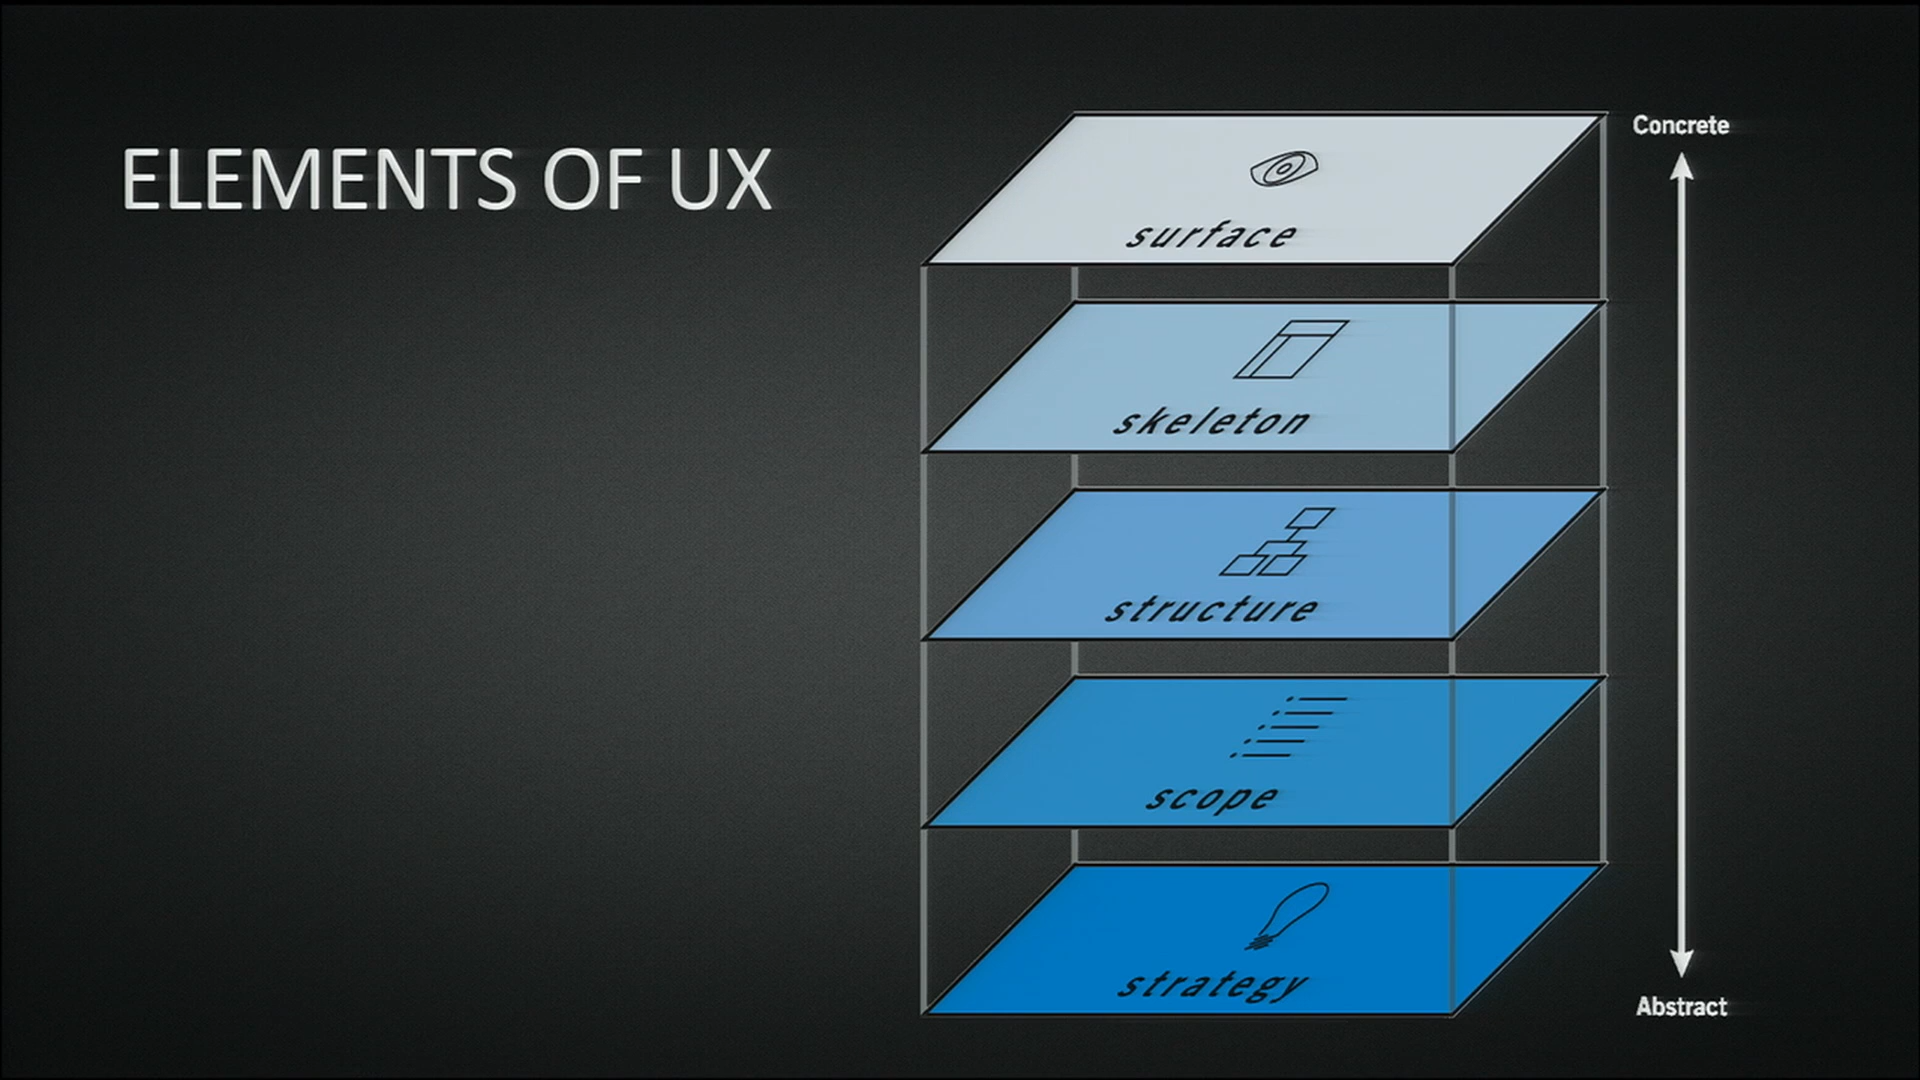 ELEMENTS OF UX
Concrete
surface
skeleton
structure
scope
strategy
Abstract